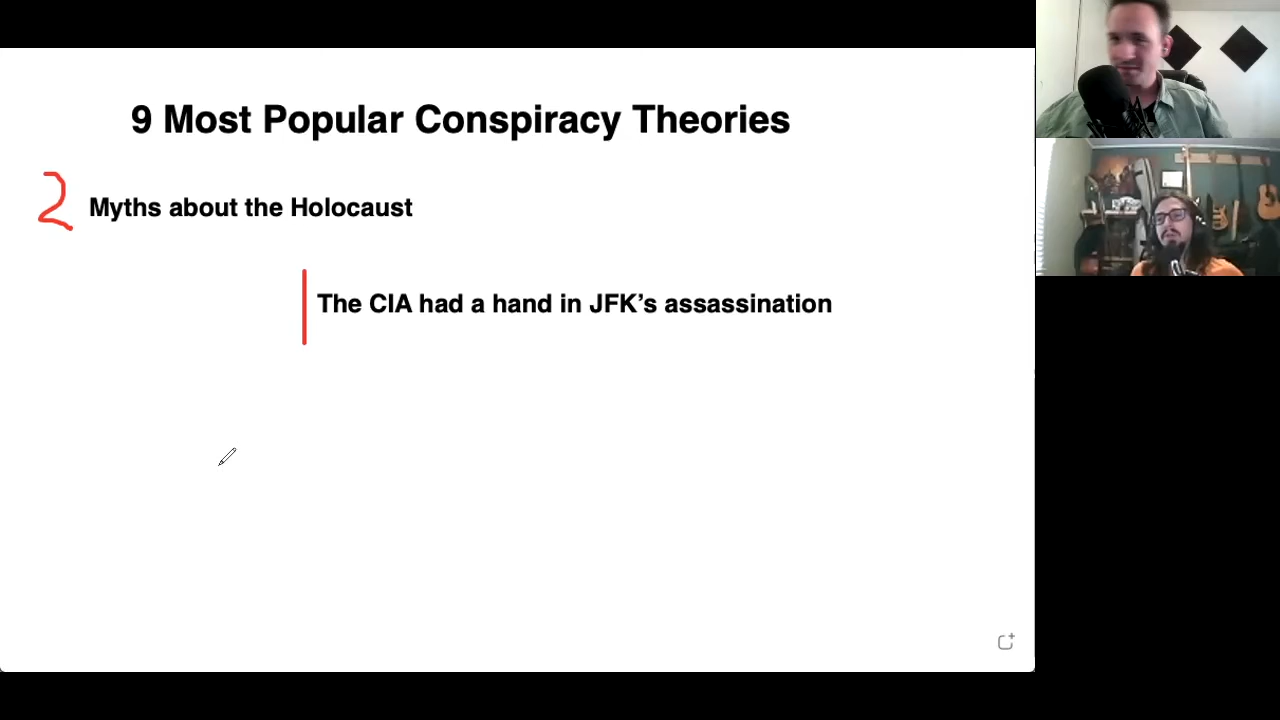 9 Most Popular Conspiracy Theories
2 Myths about the Holocaust
| The CIA had a hand in JFK’s assassination